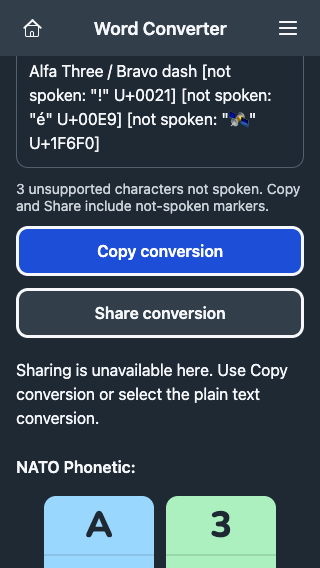 Word Converter
Alfa Three / Bravo dash [not
spoken: "!" U+0021] [not spoken:
"é" U+00E9] [not spoken: "🛰"
U+1F6F0]
3 unsupported characters not spoken. Copy
and Share include not-spoken markers.
Copy conversion
Share conversion
Sharing is unavailable here. Use Copy
conversion or select the plain text
conversion.
NATO Phonetic:
A 3